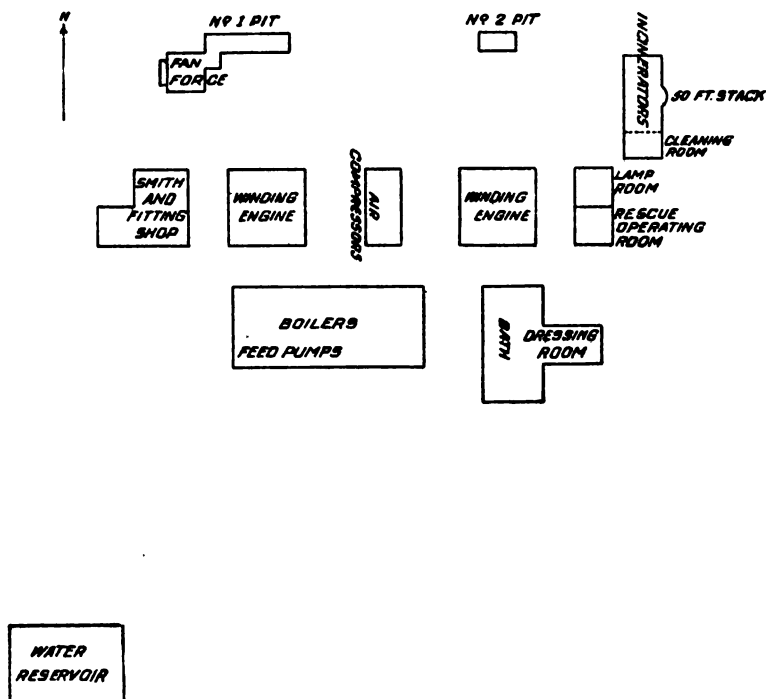 N
Nº 1 PIT
Nº 2 PIT
FAN
FORCE
INCINERATORS
50 FT. STACK
CLEANING
ROOM
SMITH
AND
FITTING
SHOP
WINDING
ENGINE
AIR
COMPRESSORS
WINDING
ENGINE
LAMP
ROOM
RESCUE
OPERATING
ROOM
BOILERS
FEED PUMPS
BATH
DRESSING
ROOM
WATER
RESERVOIR